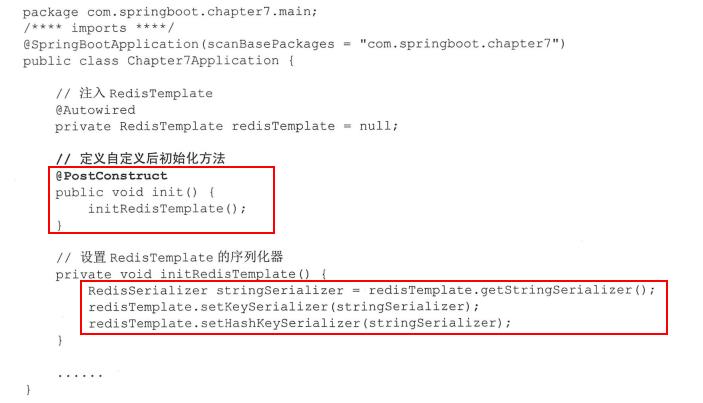 package com.springboot.chapter7.main;
/**** imports ****/
@SpringBootApplication(scanBasePackages = "com.springboot.chapter7")
public class Chapter7Application {
// 注入 RedisTemplate
@Autowired
private RedisTemplate redisTemplate = null;
// 定义自定义后初始化方法
@PostConstruct
public void init() {
initRedisTemplate();
}
// 设置 RedisTemplate 的序列化器
private void initRedisTemplate() {
RedisSerializer stringSerializer = redisTemplate.getStringSerializer();
redisTemplate.setKeySerializer(stringSerializer);
redisTemplate.setHashKeySerializer(stringSerializer);
}
......
}